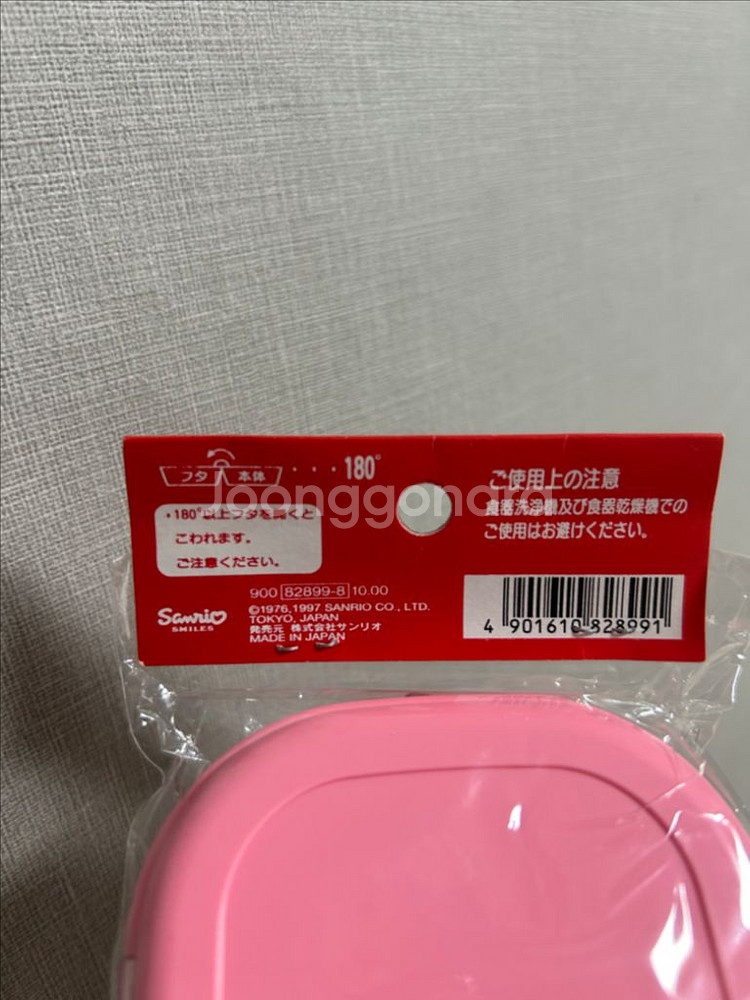 フタ 本体 ・・・180°
・180°以上フタを開くと
こわれます。
ご注意ください。
ご使用上の注意
食器洗浄機及び食器乾燥機での
ご使用はお避けください。
Joonggonara
900 82899-8 10.00
©1976,1997 SANRIO CO., LTD.
TOKYO, JAPAN
発売元 株式会社サンリオ
MADE IN JAPAN
Sanrio
SMILES
4 901610 828991